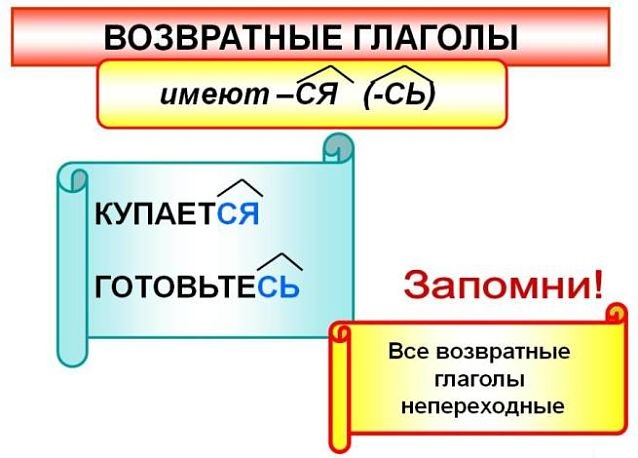 ВОЗВРАТНЫЕ ГЛАГОЛЫ
имеют –СЯ (-СЬ)
КУПАЕТСЯ
ГОТОВЬТЕСЬ
Запомни!
Все возвратные
глаголы
непереходные